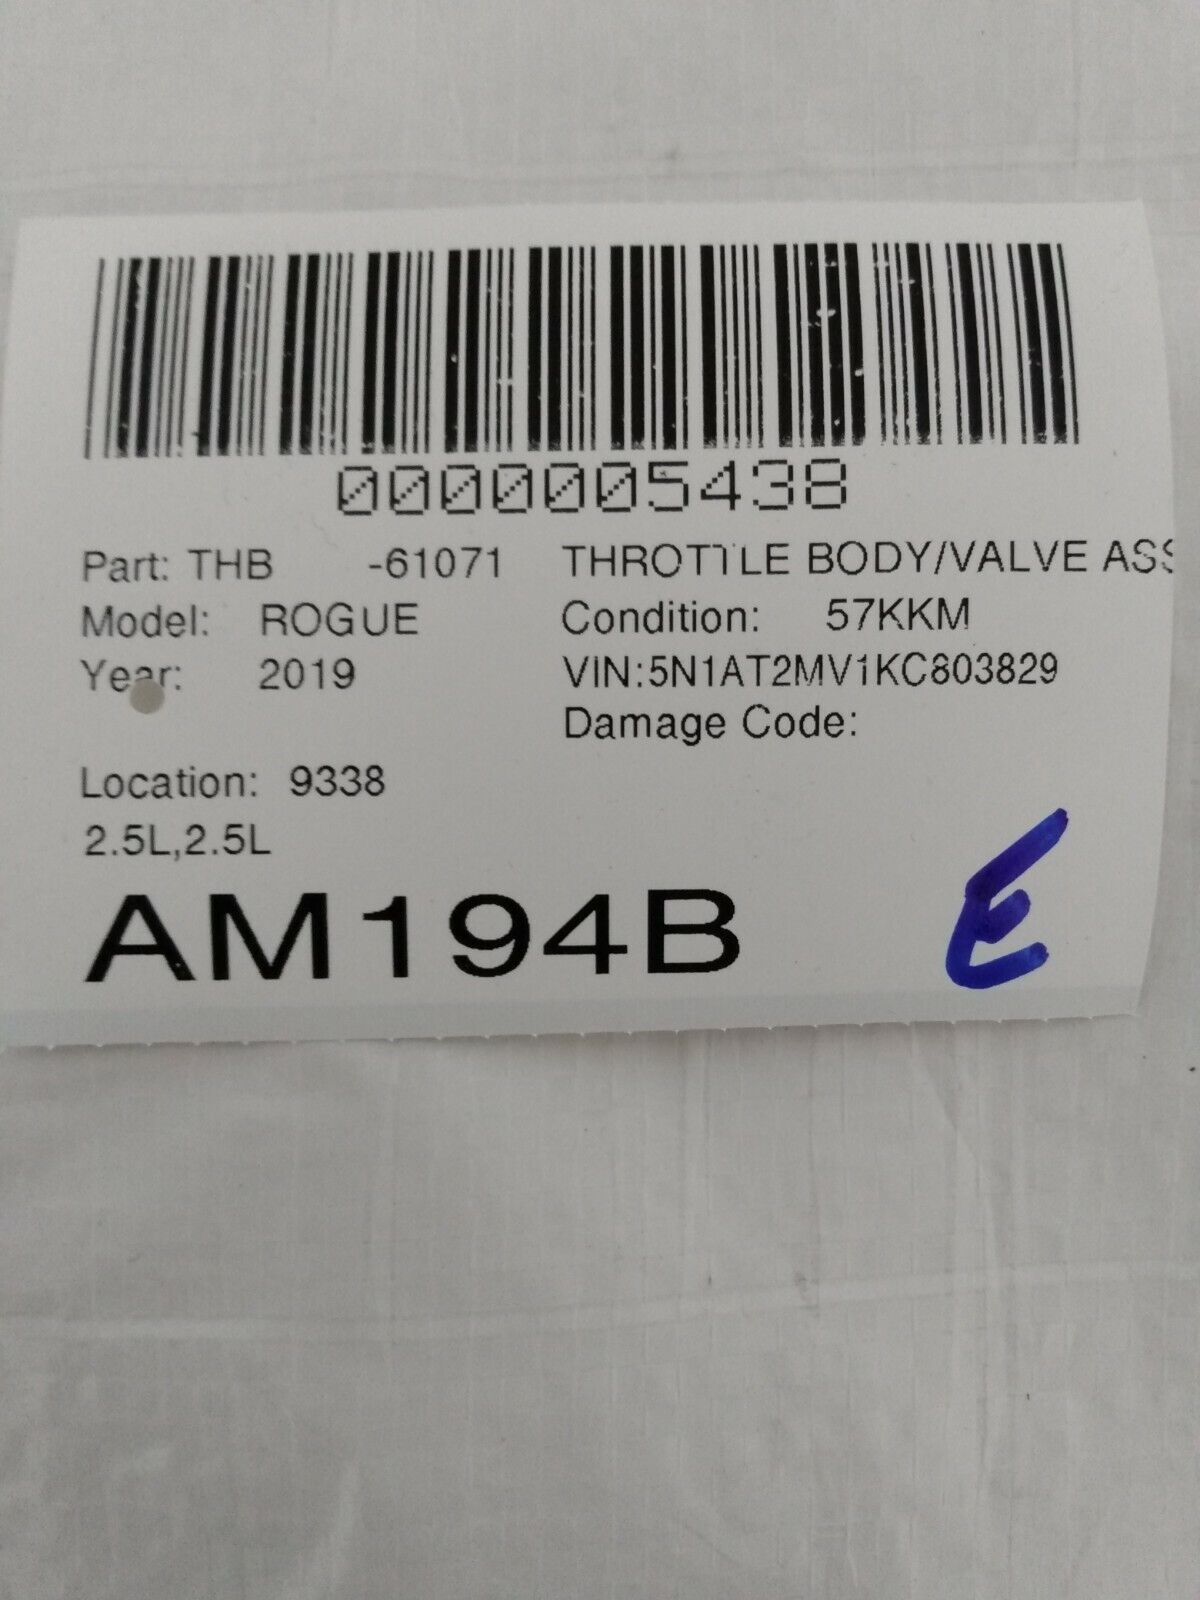 0000005438
Part: THB -61071 THROTTLE BODY/VALVE ASS
Model: ROGUE Condition: 57KKM
Year: 2019 VIN:5N1AT2MV1KC803829
Damage Code:
Location: 9338
2.5L,2.5L
AM194B E